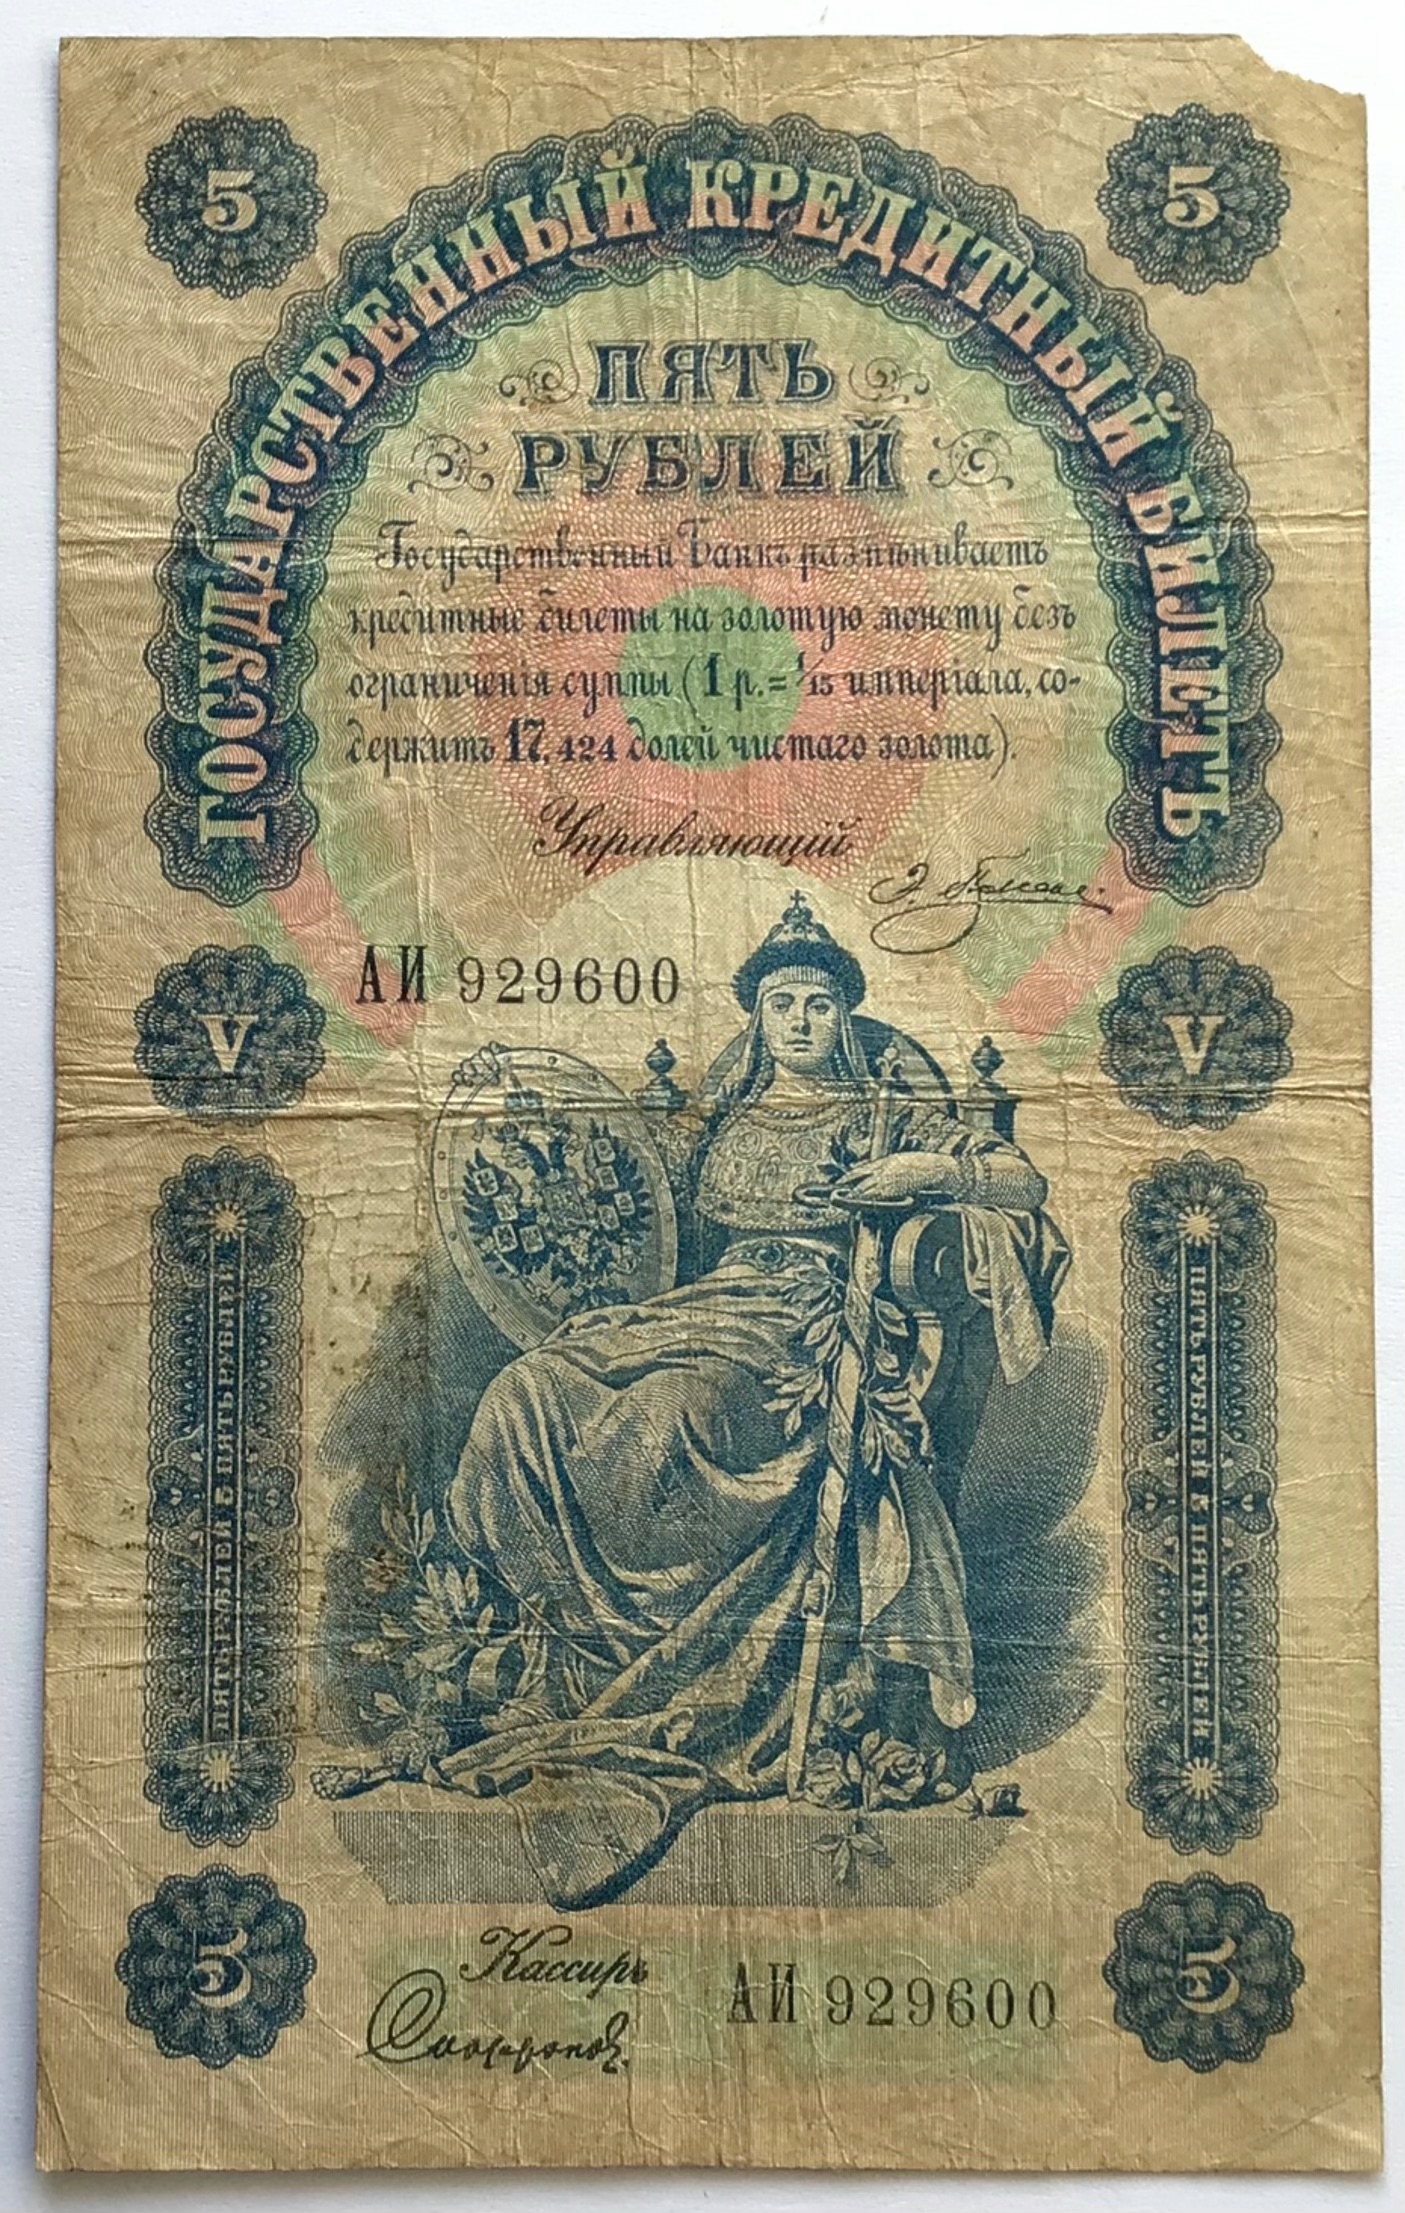 5 5
ГОСУДАРСТВЕННЫЙ КРЕДИТНЫЙ БИЛЕТЪ
ПЯТЬ
РУБЛЕЙ
Государственный Банкъ размѣниваетъ
кредитные билеты на золотую монету безъ
ограниченія суммы (1 р. = 1/15 имперіала, со-
держитъ 17,424 долей чистаго золота).
Управляющій
Э. Плеске
АИ 929600
V V
ПЯТЬ РУБЛЕЙ 5 ПЯТЬ РУБЛЕЙ
ПЯТЬ РУБЛЕЙ 5 ПЯТЬ РУБЛЕЙ
Кассиръ
Софроновъ
АИ 929600
5 5